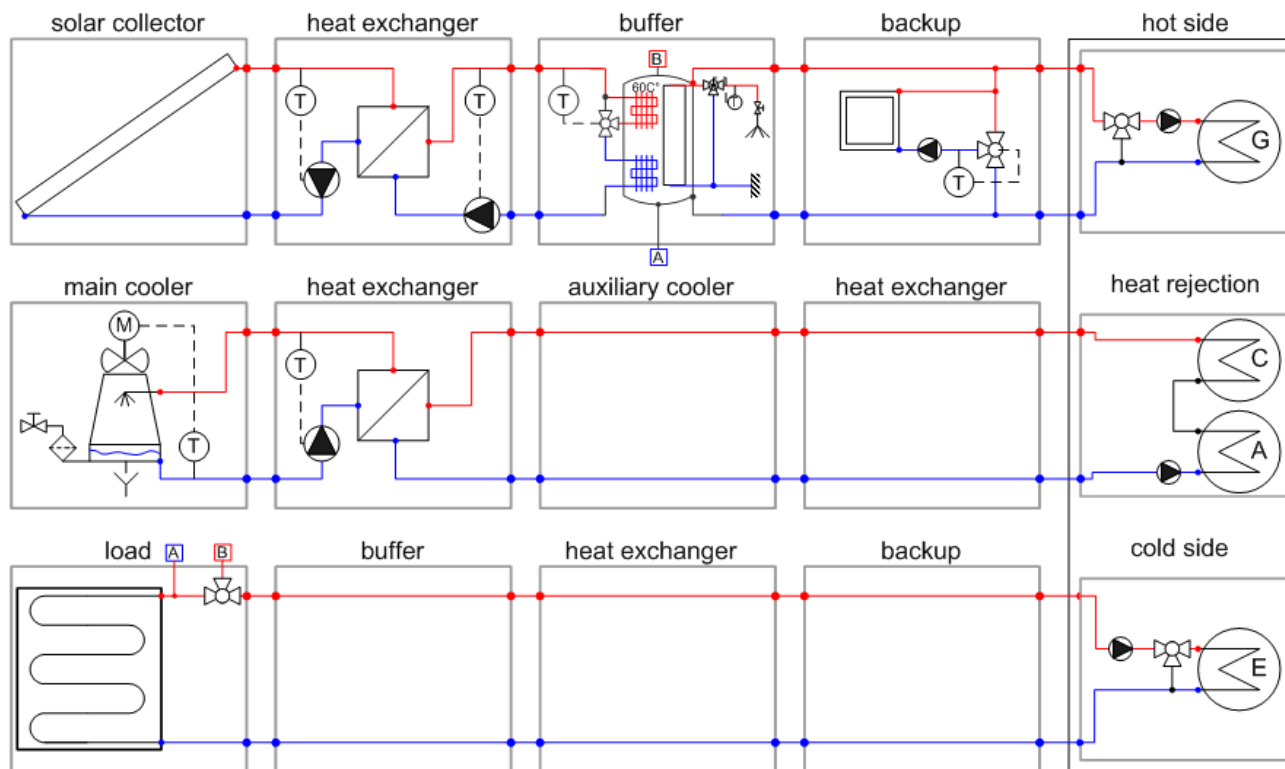 solar collector
heat exchanger
buffer
backup
hot side
B
60C°
T
T
T
T
G
A
main cooler
heat exchanger
auxiliary cooler
heat exchanger
heat rejection
M
T
C
T
A
load
A
B
buffer
heat exchanger
backup
cold side
E